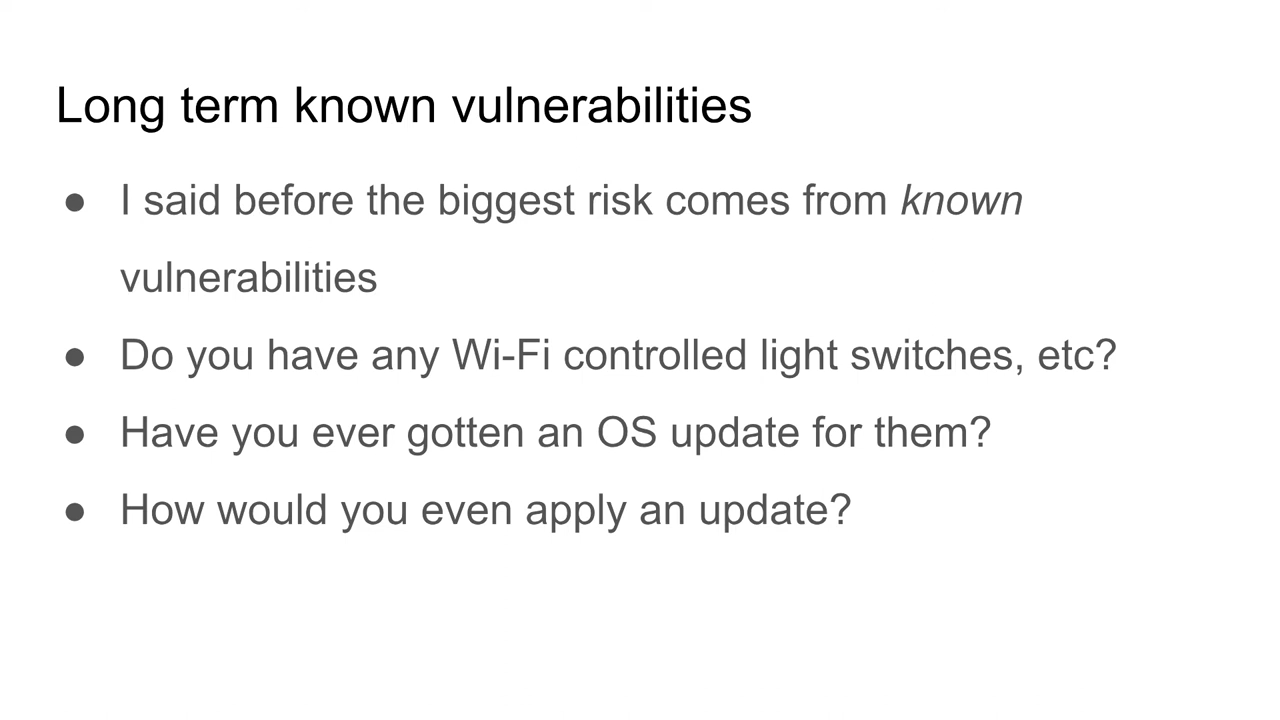 Long term known vulnerabilities
● I said before the biggest risk comes from known
vulnerabilities
● Do you have any Wi-Fi controlled light switches, etc?
● Have you ever gotten an OS update for them?
● How would you even apply an update?